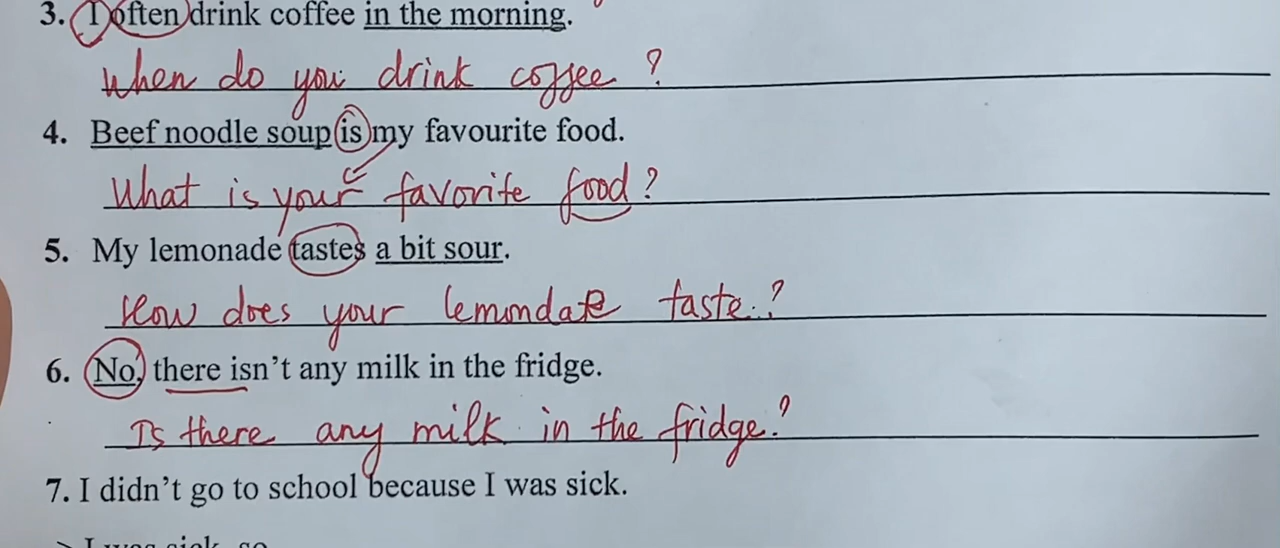 3. I often drink coffee in the morning.
When do you drink coffee ?
4. Beef noodle soup is my favourite food.
What is your favorite food ?
5. My lemonade tastes a bit sour.
How does your lemondate taste ?
6. No, there isn't any milk in the fridge.
Is there any milk in the fridge ?
7. I didn't go to school because I was sick.
> I was sick, so